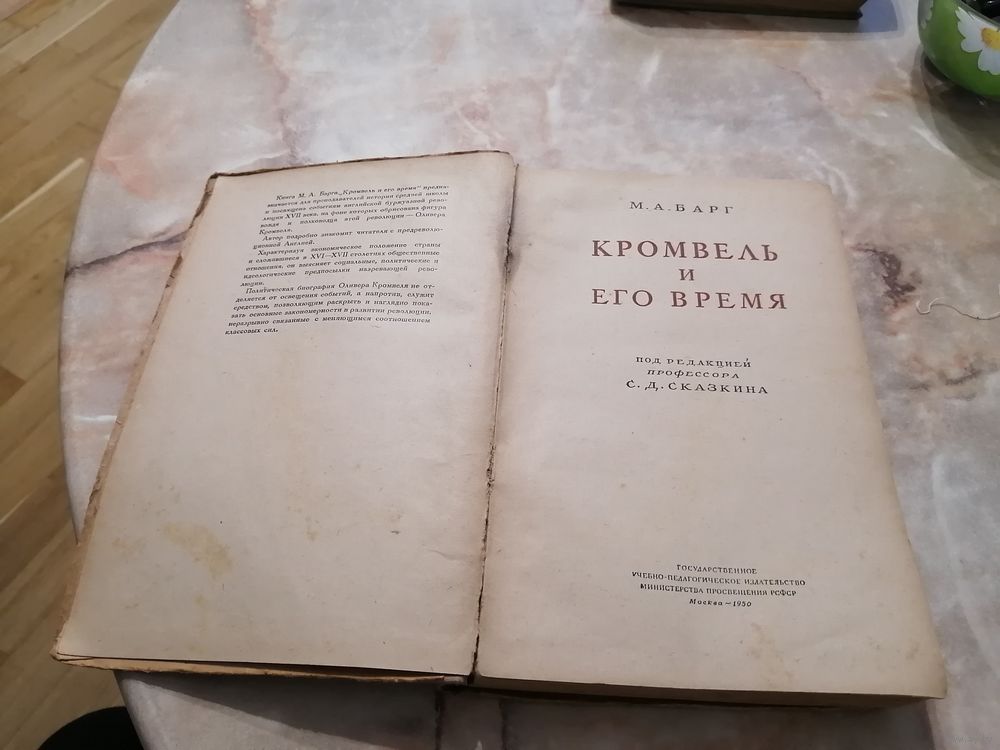 Книга М. А. Барга „Кромвель и его время" предна-
значается для преподавателей истории средней школы
и посвящена событиям английской буржуазной рево-
люции XVII века, на фоне которых обрисована фигура
вождя и полководца этой революции — Оливера
Кромвеля.
Автор подробно знакомит читателя с предреволю-
ционной Англией.
Характеризуя экономическое положение страны
и сложившиеся в XVI—XVII столетиях общественные
отношения, он выясняет социальные, политические и
идеологические предпосылки назревающей рево-
люции.
Политическая биография Оливера Кромвеля не от-
деляется от освещения событий, а напротив, служит
средством, позволяющим раскрыть и наглядно пока-
зать основные закономерности в развитии революции,
неразрывно связанные с меняющимся соотношением
классовых сил.
М. А. БАРГ
КРОМВЕЛЬ
И
ЕГО ВРЕМЯ
ПОД РЕДАКЦИЕЙ
ПРОФЕССОРА
С. Д. СКАЗКИНА
ГОСУДАРСТВЕННОЕ
УЧЕБНО-ПЕДАГОГИЧЕСКОЕ ИЗДАТЕЛЬСТВО
МИНИСТЕРСТВА ПРОСВЕЩЕНИЯ РСФСР
Москва — 1950